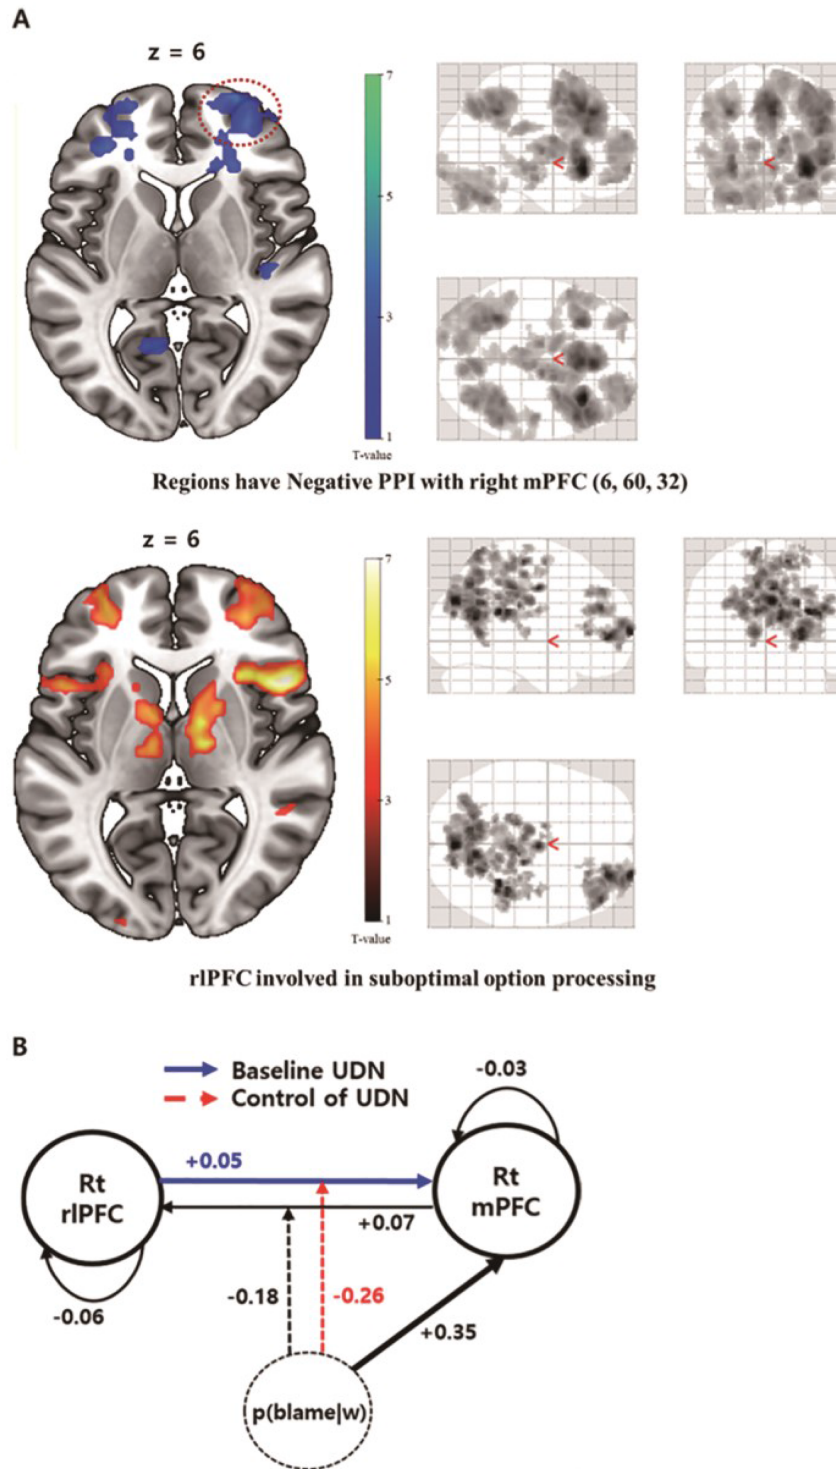 A
z = 6
7
5
3
1
T-value
<
<
<
Regions have Negative PPI with right mPFC (6, 60, 32)
z = 6
7
5
3
1
T-value
<
<
<
rlPFC involved in suboptimal option processing
B
Baseline UDN
Control of UDN
-0.03
Rt
rlPFC
+0.05
Rt
mPFC
+0.07
-0.06
-0.18
-0.26
+0.35
p(blame|w)